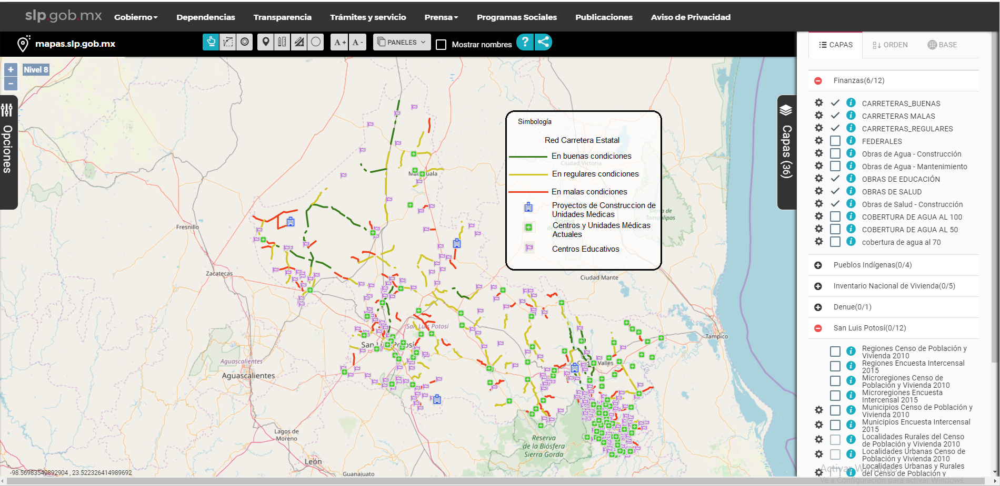 slp.gob.mx Gobierno Dependencias Transparencia Trámites y servicio Prensa Programas Sociales Publicaciones Aviso de Privacidad
mapas.slp.gob.mx A + A - PANELES Mostrar nombres ?
CAPAS ORDEN BASE
+ Nivel 8
-
Opciones
Capas (36)
Simbología
Red Carretera Estatal
En buenas condiciones
Ciudad Victoria
En regulares condiciones
En malas condiciones
Proyectos de Construccion de
Unidades Medicas
Centros y Unidades Médicas
Actuales
Centros Educativos
Sierra de
Tamaulipas
Fresnillo
Zacatecas
Ciudad Mante
San Luis Potosí
Tampico
Aguascalientes
Aguascalientes
Lagos de
Moreno
Reserva
de la Biósfera
Sierra Gorda
León
Guanajuato
-98.56983549892904 , 23.522326414989692
Finanzas(6/12)
CARRETERAS_BUENAS
CARRETERAS MALAS
CARRETERAS_REGULARES
FEDERALES
Obras de Agua - Construcción
Obras de Agua - Mantenimiento
OBRAS DE EDUCACIÓN
OBRAS DE SALUD
Obras de Salud - Construcción
COBERTURA DE AGUA AL 100
COBERTURA DE AGUA AL 50
cobertura de agua al 70
Pueblos Indígenas(0/4)
Inventario Nacional de Vivienda(0/5)
Denue(0/1)
San Luis Potosí(0/12)
Regiones Censo de Población y
Vivienda 2010
Regiones Encuesta Intercensal
2015
Microregiones Censo de
Población y Vivienda 2010
Microregiones Encuesta
Intercensal 2015
Municipios Censo de Población y
Vivienda 2010
Municipios Encuesta Intercensal
2015
Localidades Rurales del Censo
de Población y Vivienda 2010
Localidades Urbanas Censo de
Población y Vivienda 2010
Localidades Urbanas y Rurales
del Censo de Población y
Activar Windows
Ve a Configuración para activar Windows.